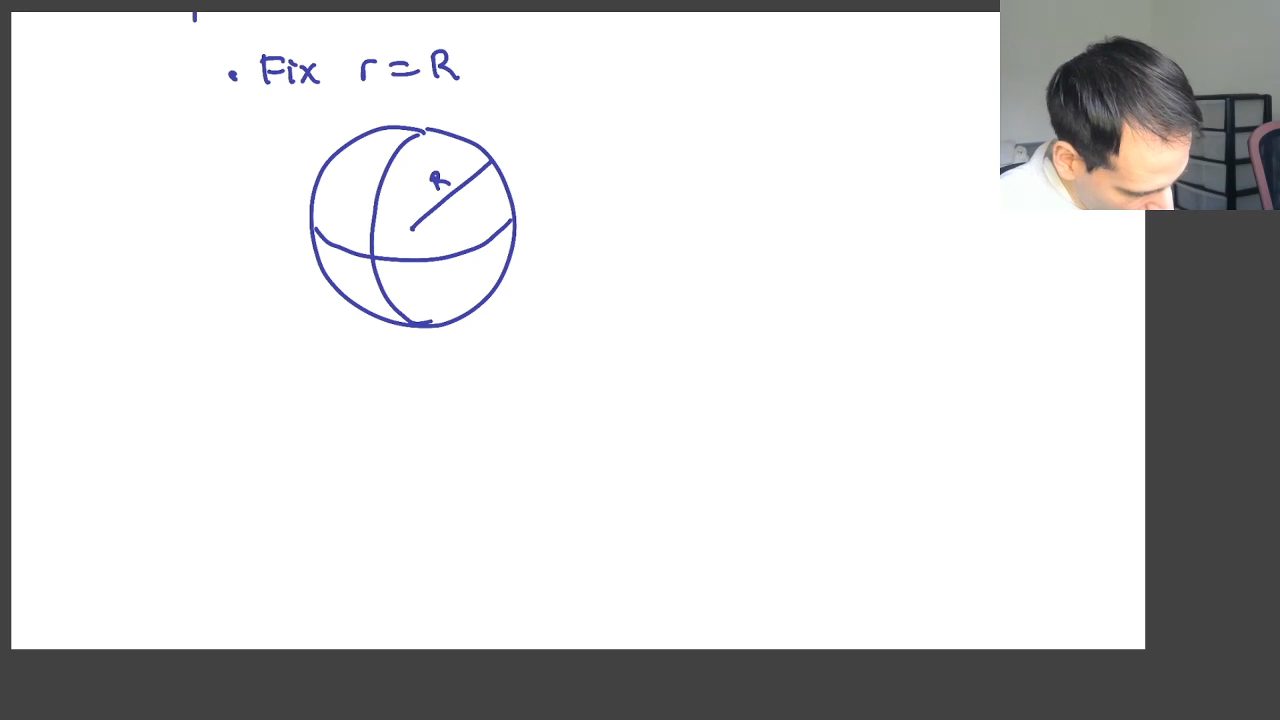 • Fix r = R
R